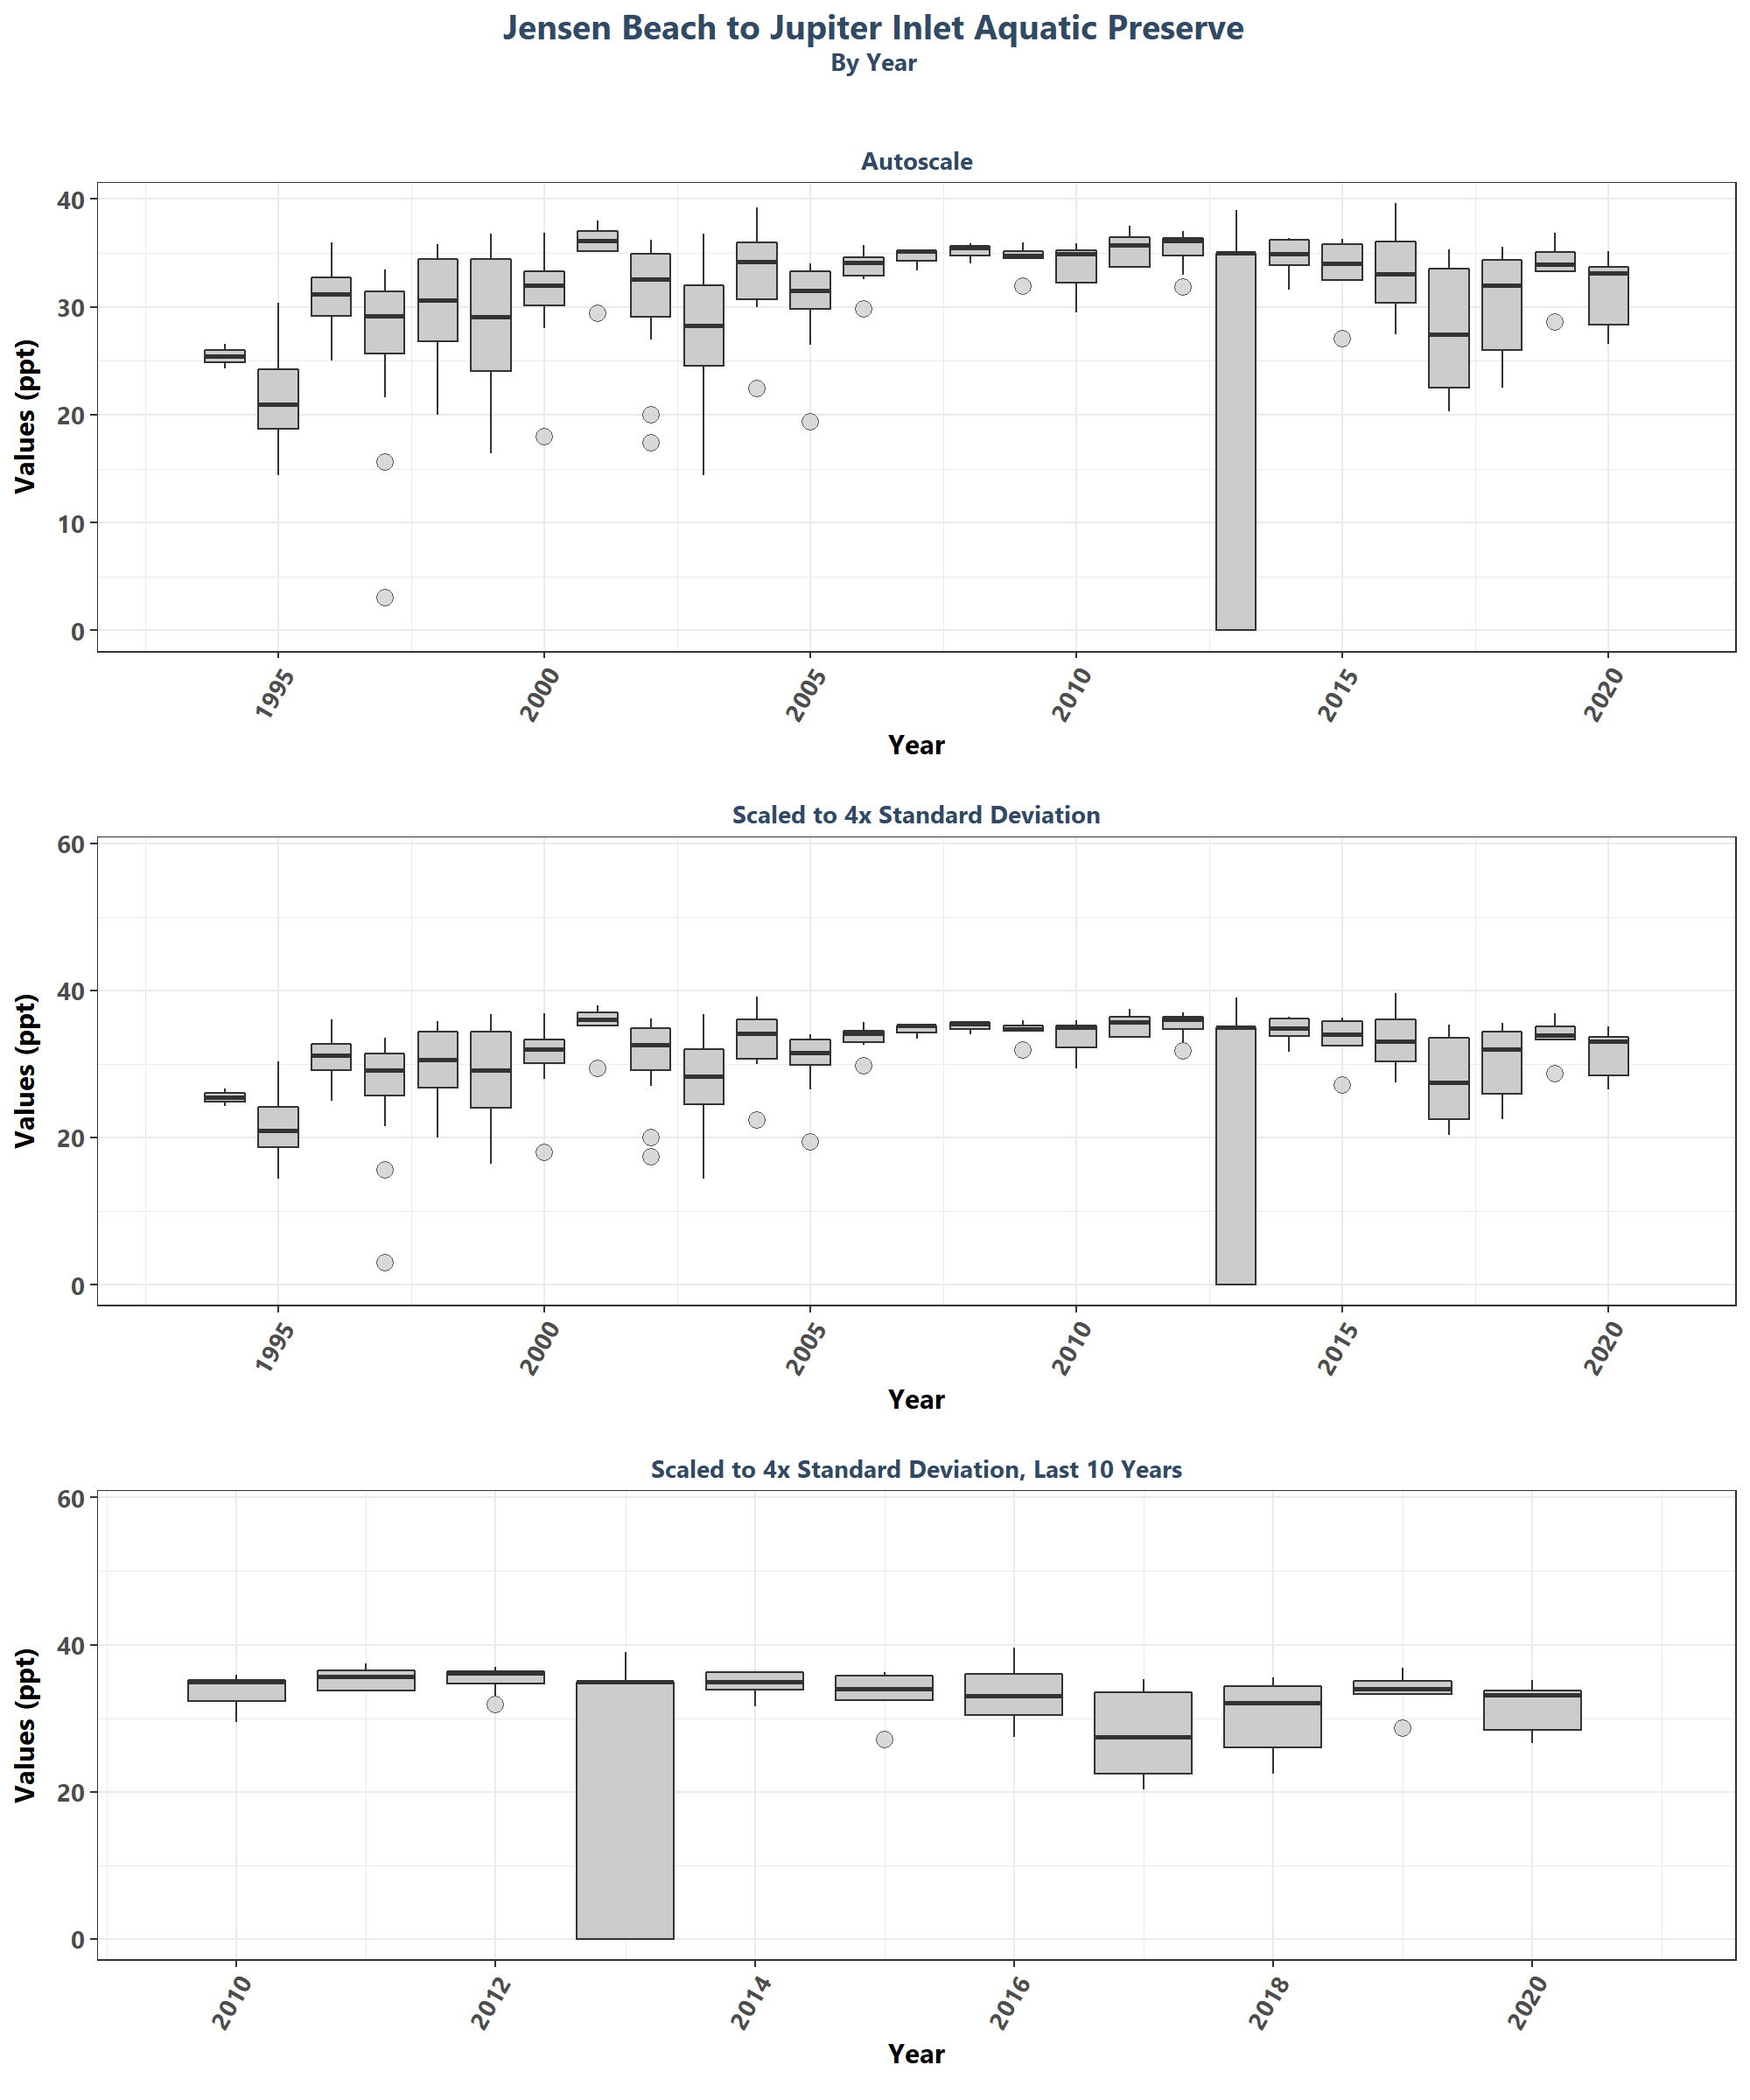 Jensen Beach to Jupiter Inlet Aquatic Preserve
By Year
Autoscale
Values (ppt)
40
30
20
10
0
1995
2000
2005
2010
2015
2020
Year
Scaled to 4x Standard Deviation
Values (ppt)
60
40
20
0
1995
2000
2005
2010
2015
2020
Year
Scaled to 4x Standard Deviation, Last 10 Years
Values (ppt)
60
40
20
0
2010
2012
2014
2016
2018
2020
Year